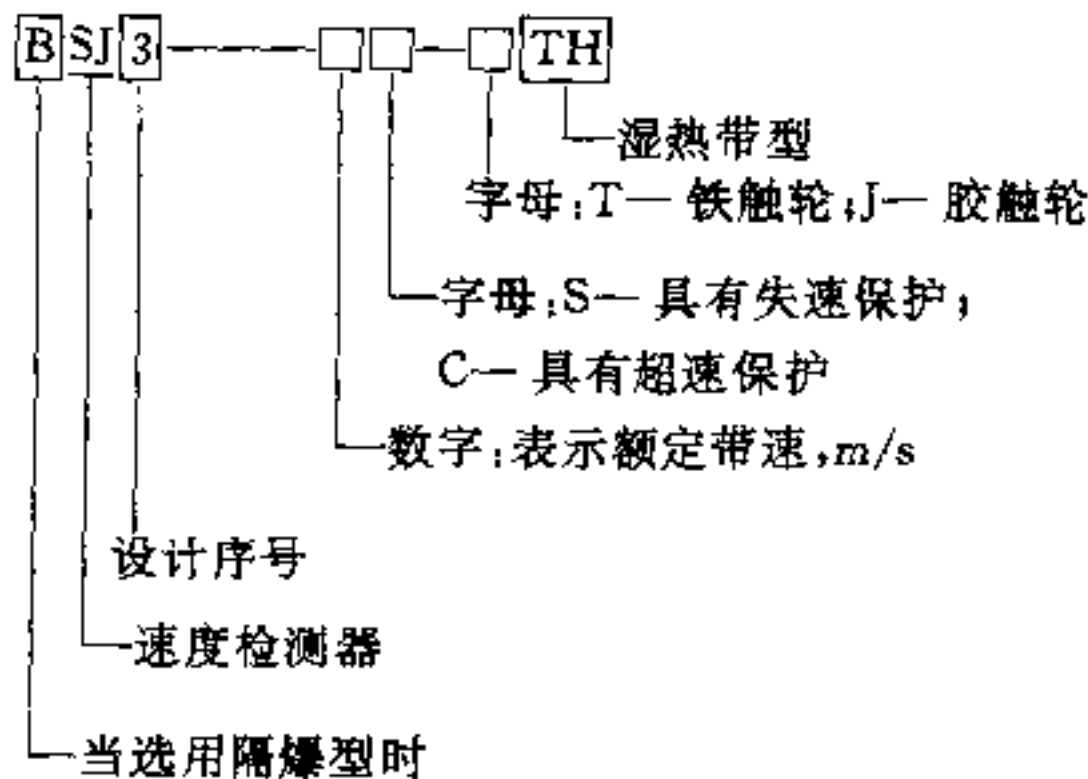 BSJ3——□□—□TH
湿热带型
字母:T—铁触轮;J—胶触轮
字母:S—具有失速保护;
C—具有超速保护
数字:表示额定带速,m/s
设计序号
速度检测器
当选用隔爆型时